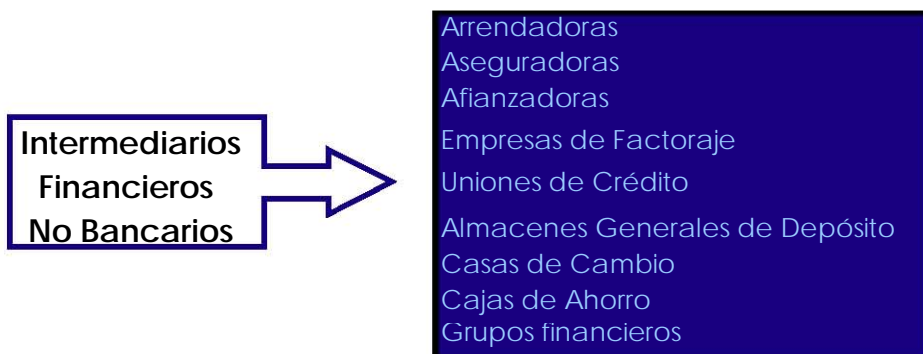 Intermediarios
Financieros
No Bancarios
Arrendadoras
Aseguradoras
Afianzadoras
Empresas de Factoraje
Uniones de Crédito
Almacenes Generales de Depósito
Casas de Cambio
Cajas de Ahorro
Grupos financieros